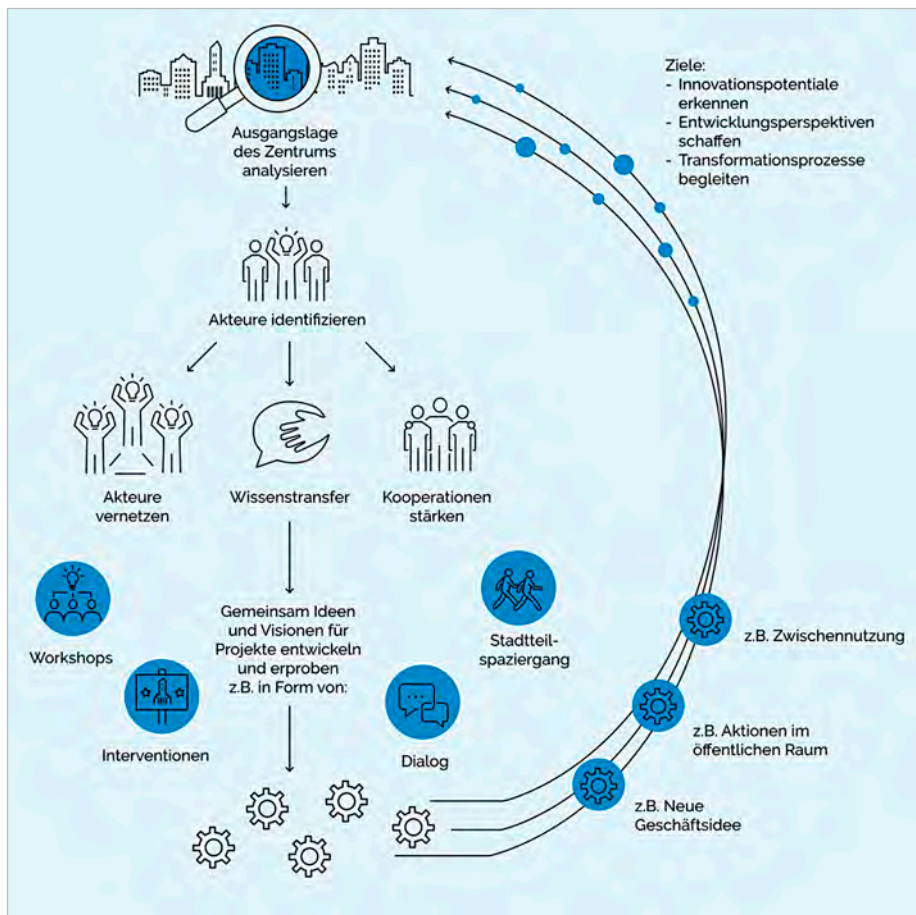 Ausgangslage
des Zentrums
analysieren
Ziele:
- Innovationspotentiale
erkennen
- Entwicklungsperspektiven
schaffen
- Transformationsprozesse
begleiten
Akteure identifizieren
Akteure
vernetzen
Wissenstransfer
Kooperationen
stärken
Gemeinsam Ideen
und Visionen für
Projekte entwickeln
und erproben
z.B. in Form von:
Workshops
Interventionen
Dialog
Stadtteil-
spaziergang
z.B. Zwischennutzung
z.B. Aktionen im
öffentlichen Raum
z.B. Neue
Geschäftsidee